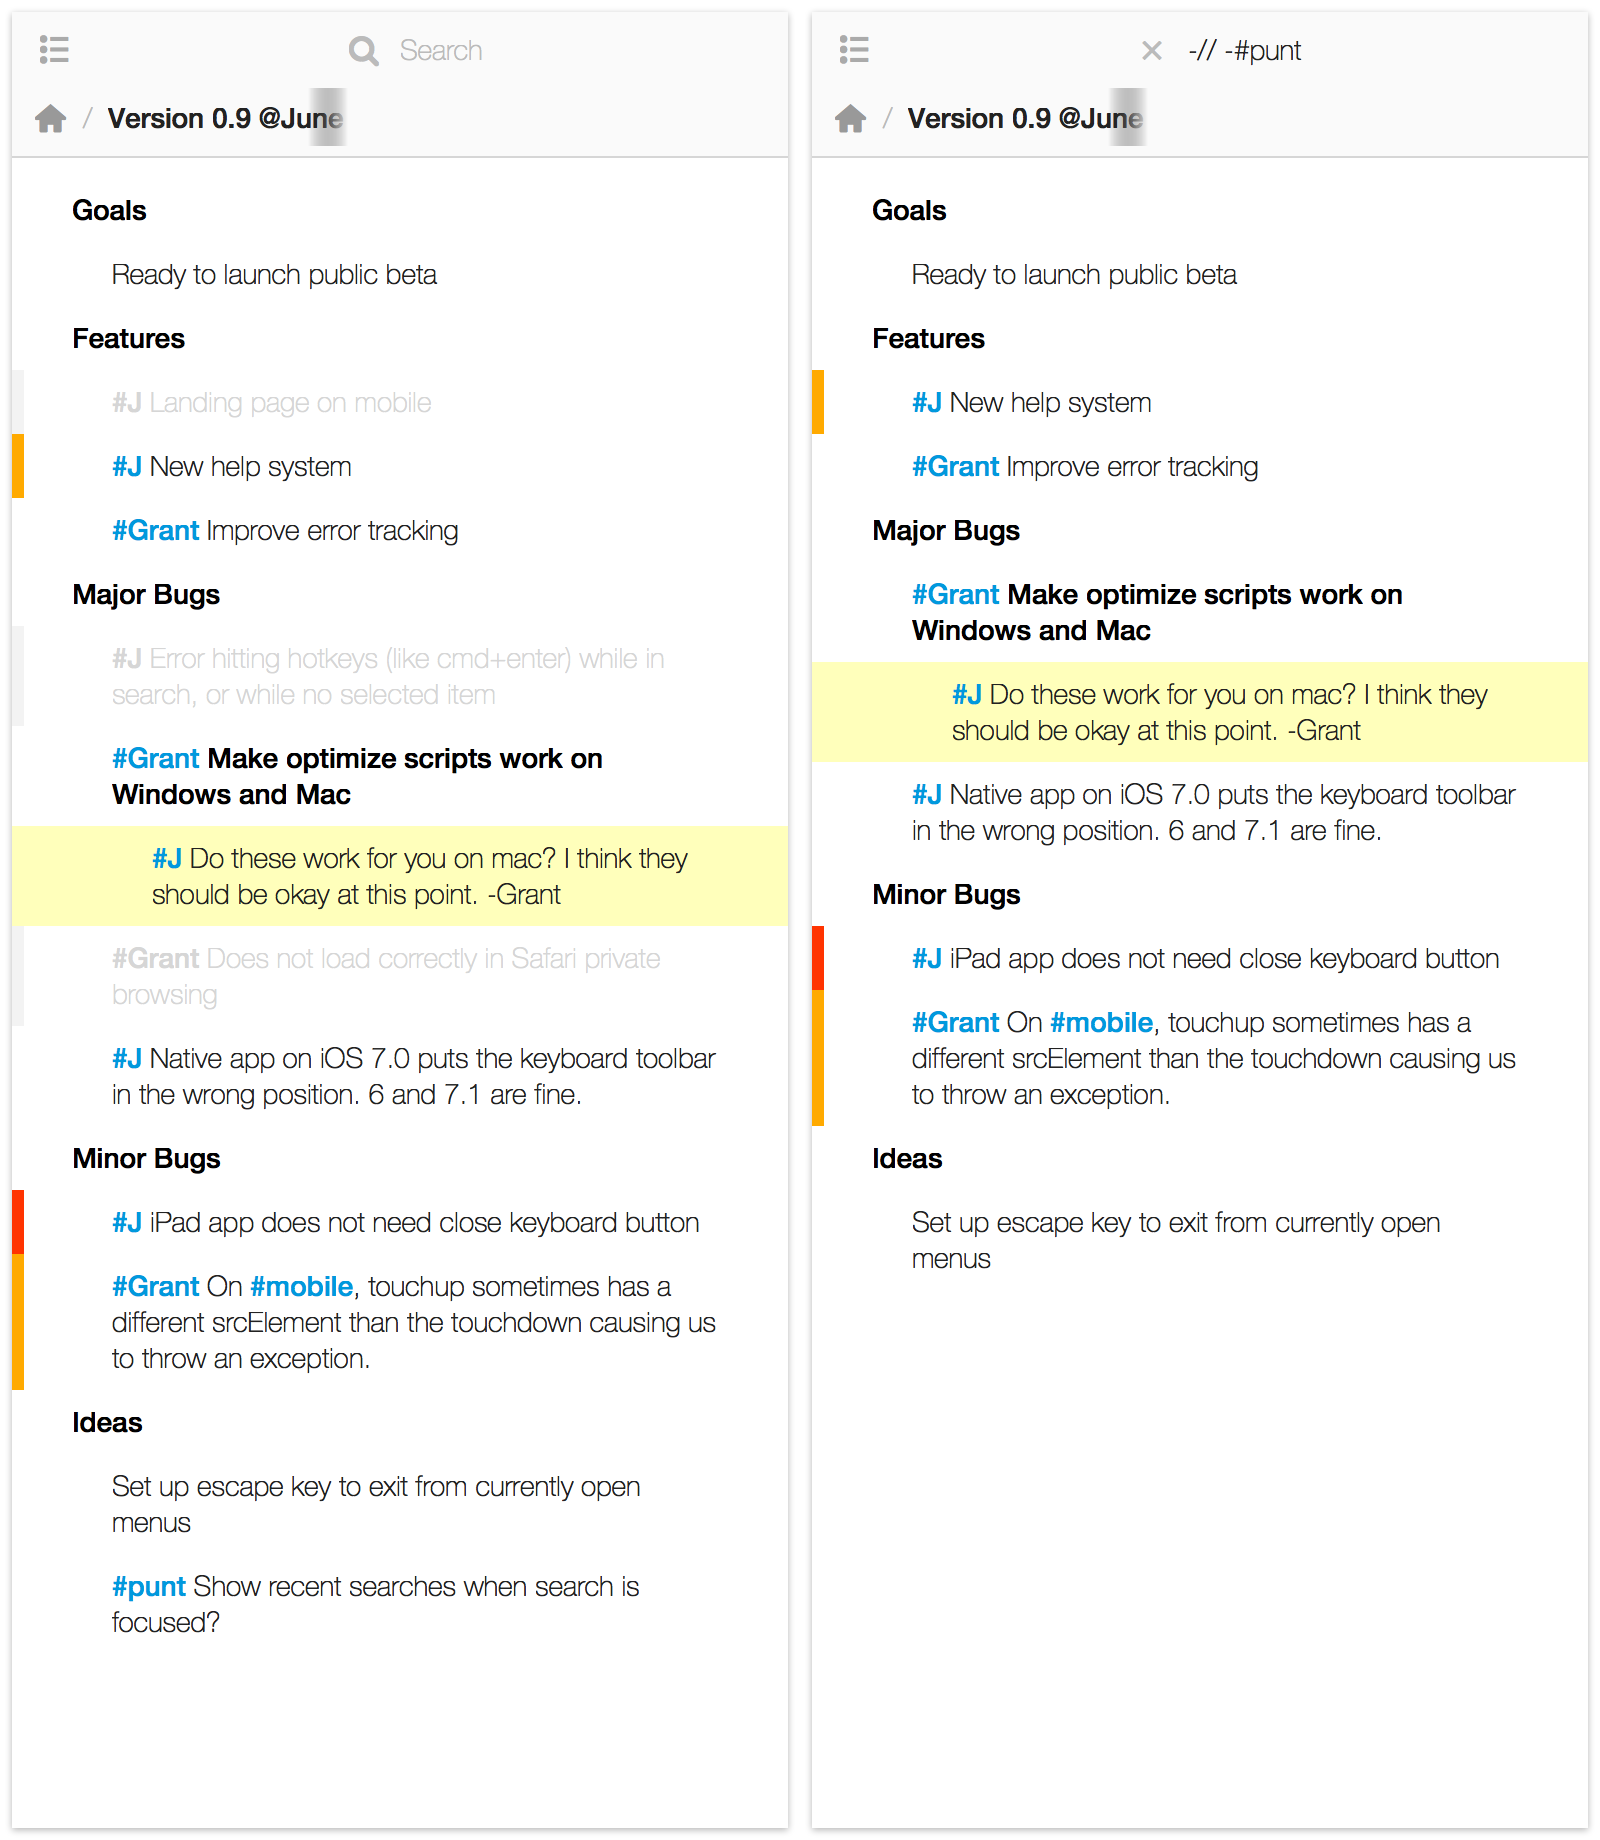 Search
/ Version 0.9 @June
Goals
Ready to launch public beta
Features
#J Landing page on mobile
#J New help system
#Grant Improve error tracking
Major Bugs
#J Error hitting hotkeys (like cmd+enter) while in
search, or while no selected item
#Grant Make optimize scripts work on
Windows and Mac
#J Do these work for you on mac? I think they
should be okay at this point. -Grant
#Grant Does not load correctly in Safari private
browsing
#J Native app on iOS 7.0 puts the keyboard toolbar
in the wrong position. 6 and 7.1 are fine.
Minor Bugs
#J iPad app does not need close keyboard button
#Grant On #mobile, touchup sometimes has a
different srcElement than the touchdown causing us
to throw an exception.
Ideas
Set up escape key to exit from currently open
menus
#punt Show recent searches when search is
focused?
-// -#punt
/ Version 0.9 @June
Goals
Ready to launch public beta
Features
#J New help system
#Grant Improve error tracking
Major Bugs
#Grant Make optimize scripts work on
Windows and Mac
#J Do these work for you on mac? I think they
should be okay at this point. -Grant
#J Native app on iOS 7.0 puts the keyboard toolbar
in the wrong position. 6 and 7.1 are fine.
Minor Bugs
#J iPad app does not need close keyboard button
#Grant On #mobile, touchup sometimes has a
different srcElement than the touchdown causing us
to throw an exception.
Ideas
Set up escape key to exit from currently open
menus